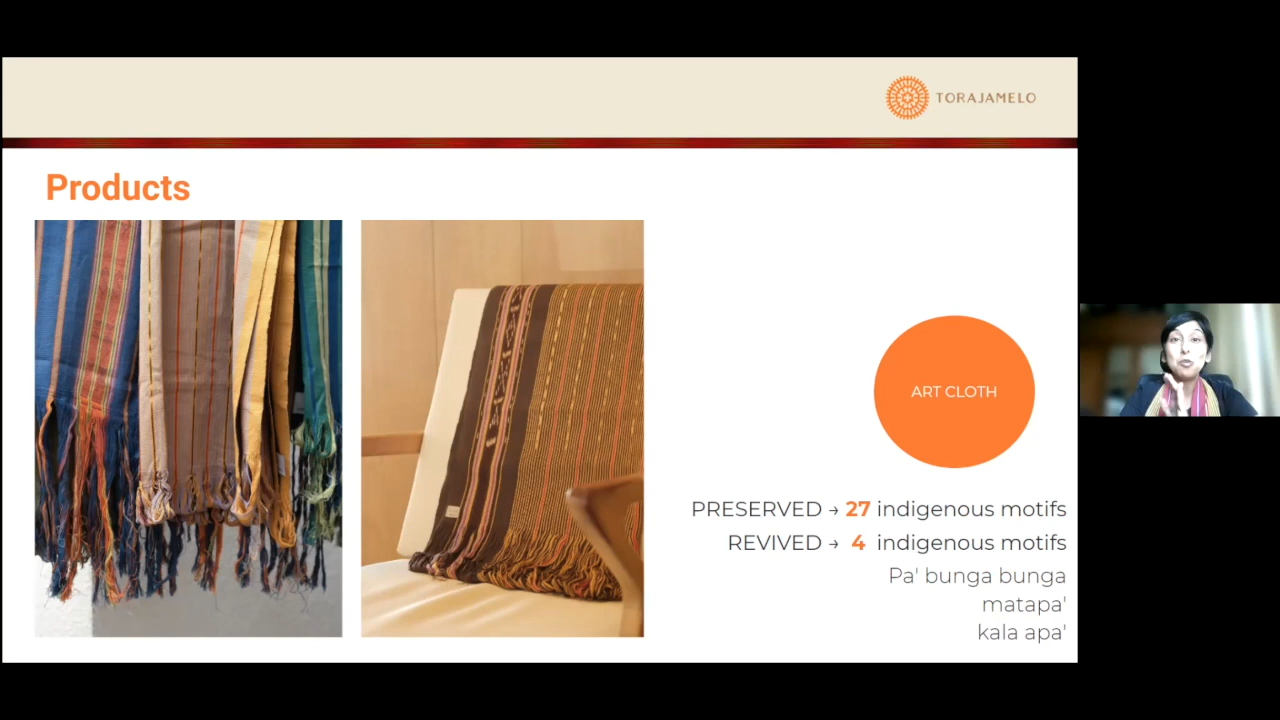 TORAJAMELO
Products
ART CLOTH
PRESERVED → 27 indigenous motifs
REVIVED → 4 indigenous motifs
Pa' bunga bunga
matapa'
kala apa'